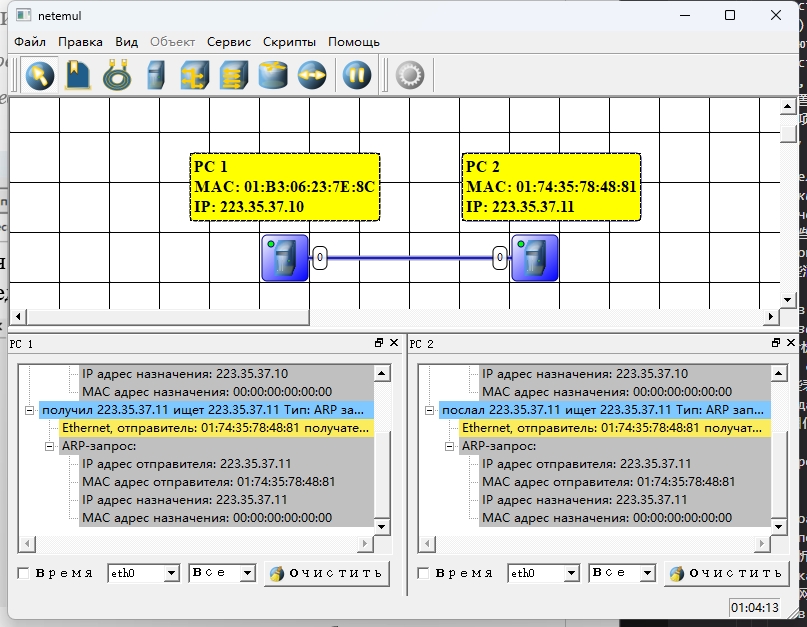 netemul
Файл Правка Вид Объект Сервис Скрипты Помощь
PC 1
MAC: 01:B3:06:23:7E:8C
IP: 223.35.37.10
PC 2
MAC: 01:74:35:78:48:81
IP: 223.35.37.11
0
0
PC 1
IP адрес назначения: 223.35.37.10
MAC адрес назначения: 00:00:00:00:00:00
получил 223.35.37.11 ищет 223.35.37.11 Тип: ARP за...
Ethernet, отправитель: 01:74:35:78:48:81 получате...
ARP-запрос:
IP адрес отправителя: 223.35.37.11
MAC адрес отправителя: 01:74:35:78:48:81
IP адрес назначения: 223.35.37.11
MAC адрес назначения: 00:00:00:00:00:00
Время eth0 Все Очистить
PC 2
IP адрес назначения: 223.35.37.10
MAC адрес назначения: 00:00:00:00:00:00
послал 223.35.37.11 ищет 223.35.37.11 Тип: ARP зап...
Ethernet, отправитель: 01:74:35:78:48:81 получат...
ARP-запрос:
IP адрес отправителя: 223.35.37.11
MAC адрес отправителя: 01:74:35:78:48:81
IP адрес назначения: 223.35.37.11
MAC адрес назначения: 00:00:00:00:00:00
Время eth0 Все Очистить
01:04:13